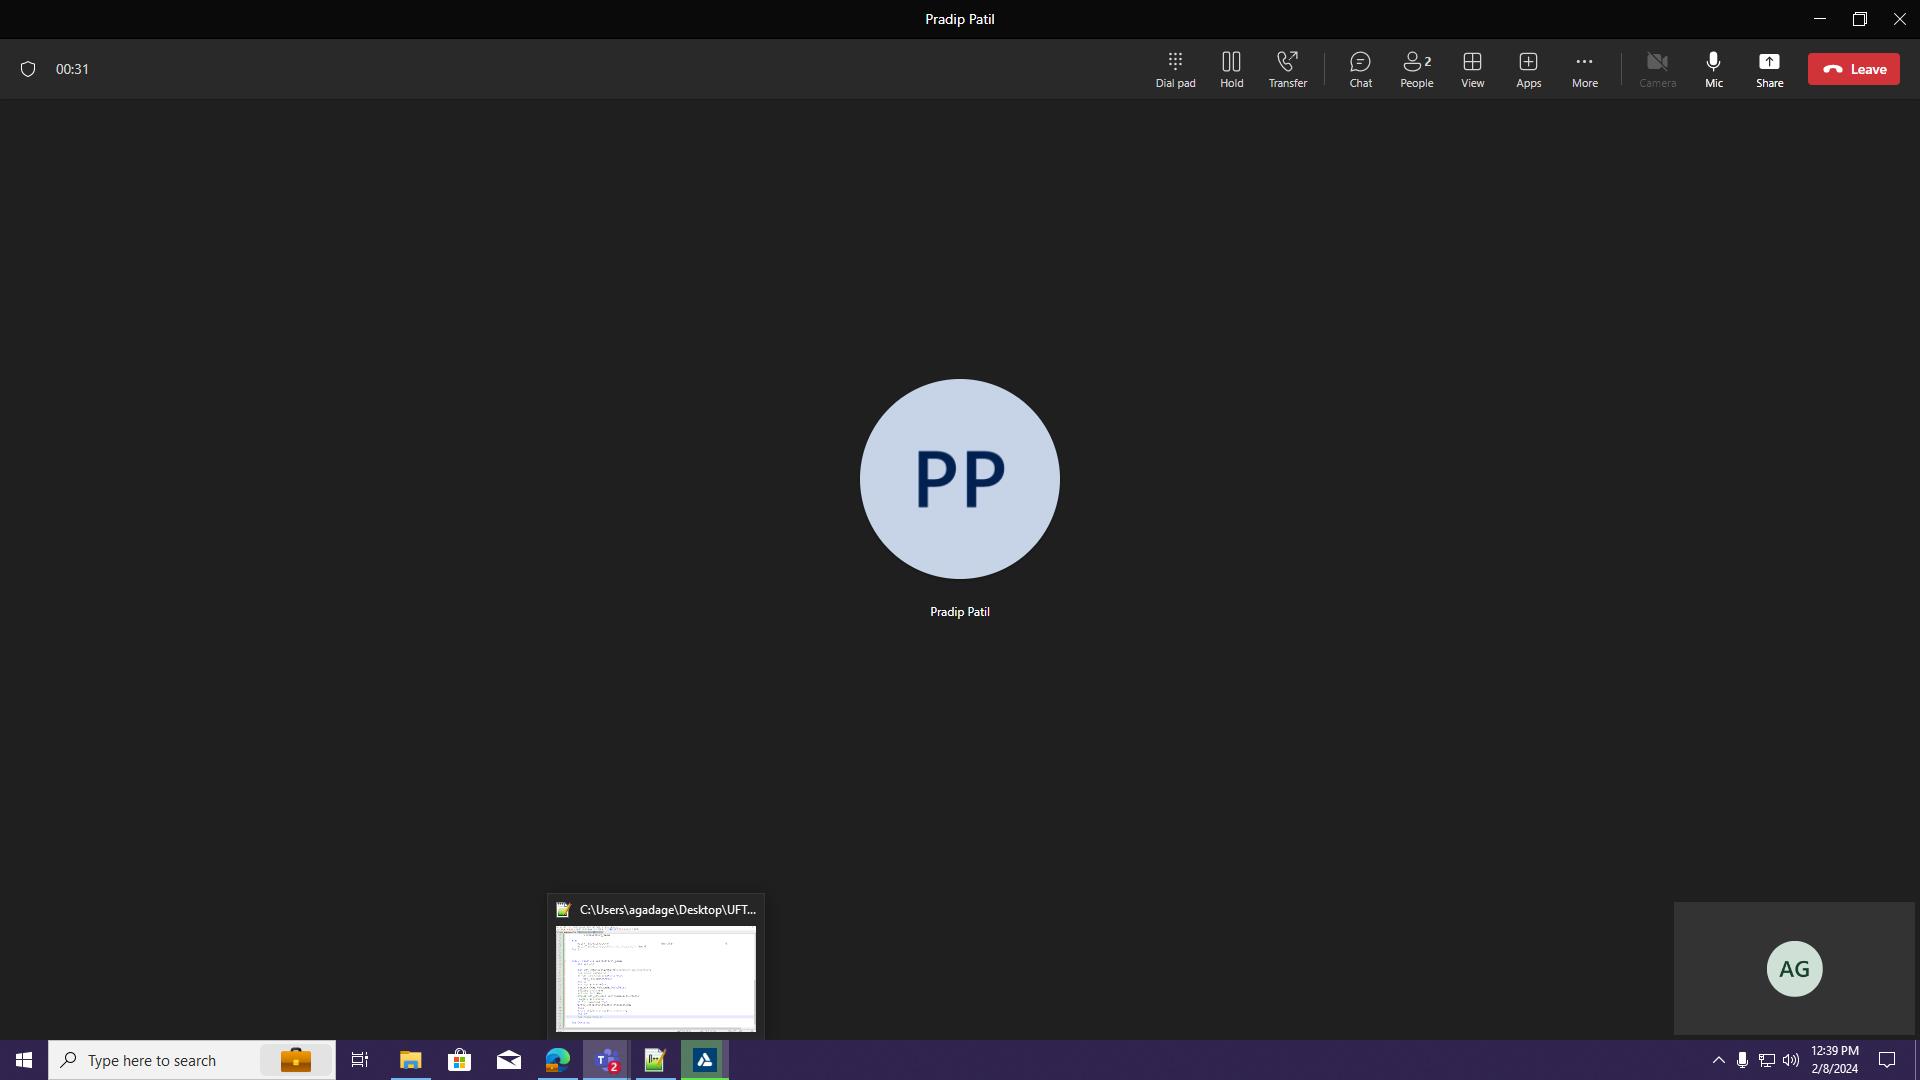 Pradip Patil
00:31
Dial pad
Hold
Transfer
Chat
2
People
View
Apps
More
Camera
Mic
Share
Leave
PP
Pradip Patil
C:\Users\agadage\Desktop\UFT...
AG
Type here to search
T
2
12:39 PM
2/8/2024